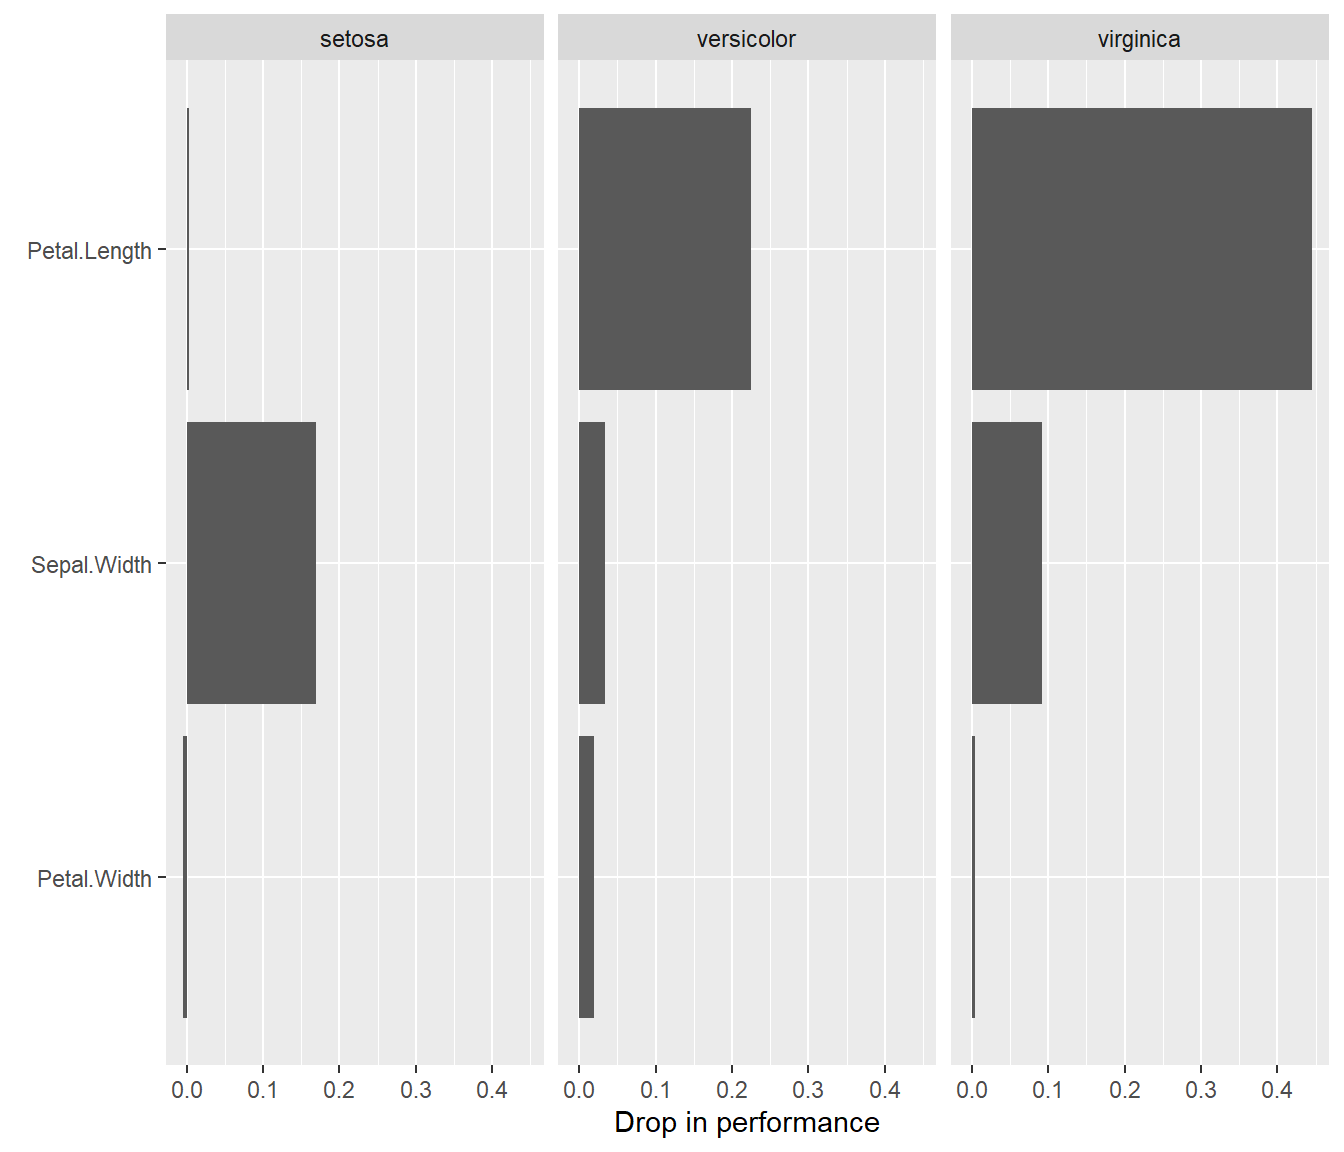 setosa versicolor virginica
Petal.Length
Sepal.Width
Petal.Width
0.0 0.1 0.2 0.3 0.4 0.0 0.1 0.2 0.3 0.4 0.0 0.1 0.2 0.3 0.4
Drop in performance